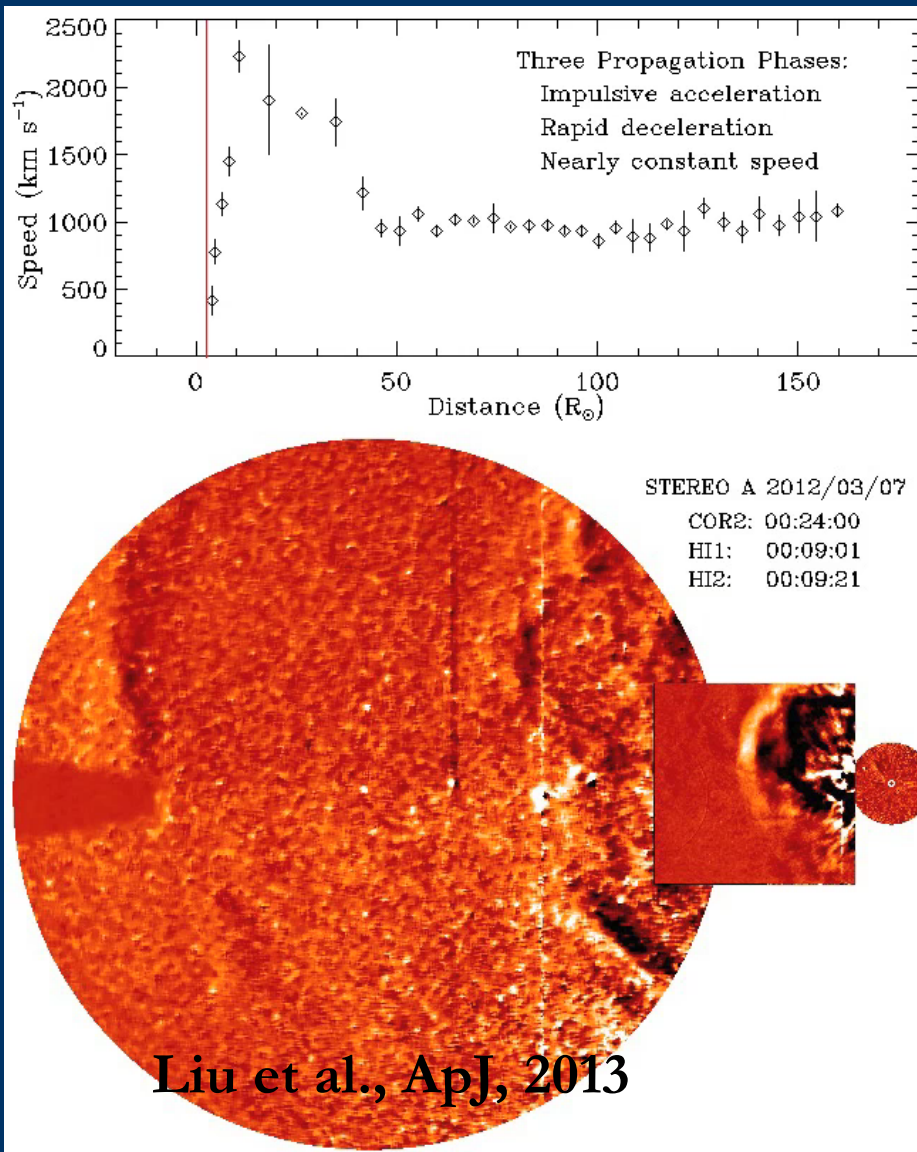 2500
2000
1500
1000
500
0
Speed (km s⁻¹)
Three Propagation Phases:
Impulsive acceleration
Rapid deceleration
Nearly constant speed
0 50 100 150
Distance (R☉)
STEREO A 2012/03/07
COR2: 00:24:00
HI1: 00:09:01
HI2: 00:09:21
Liu et al., ApJ, 2013